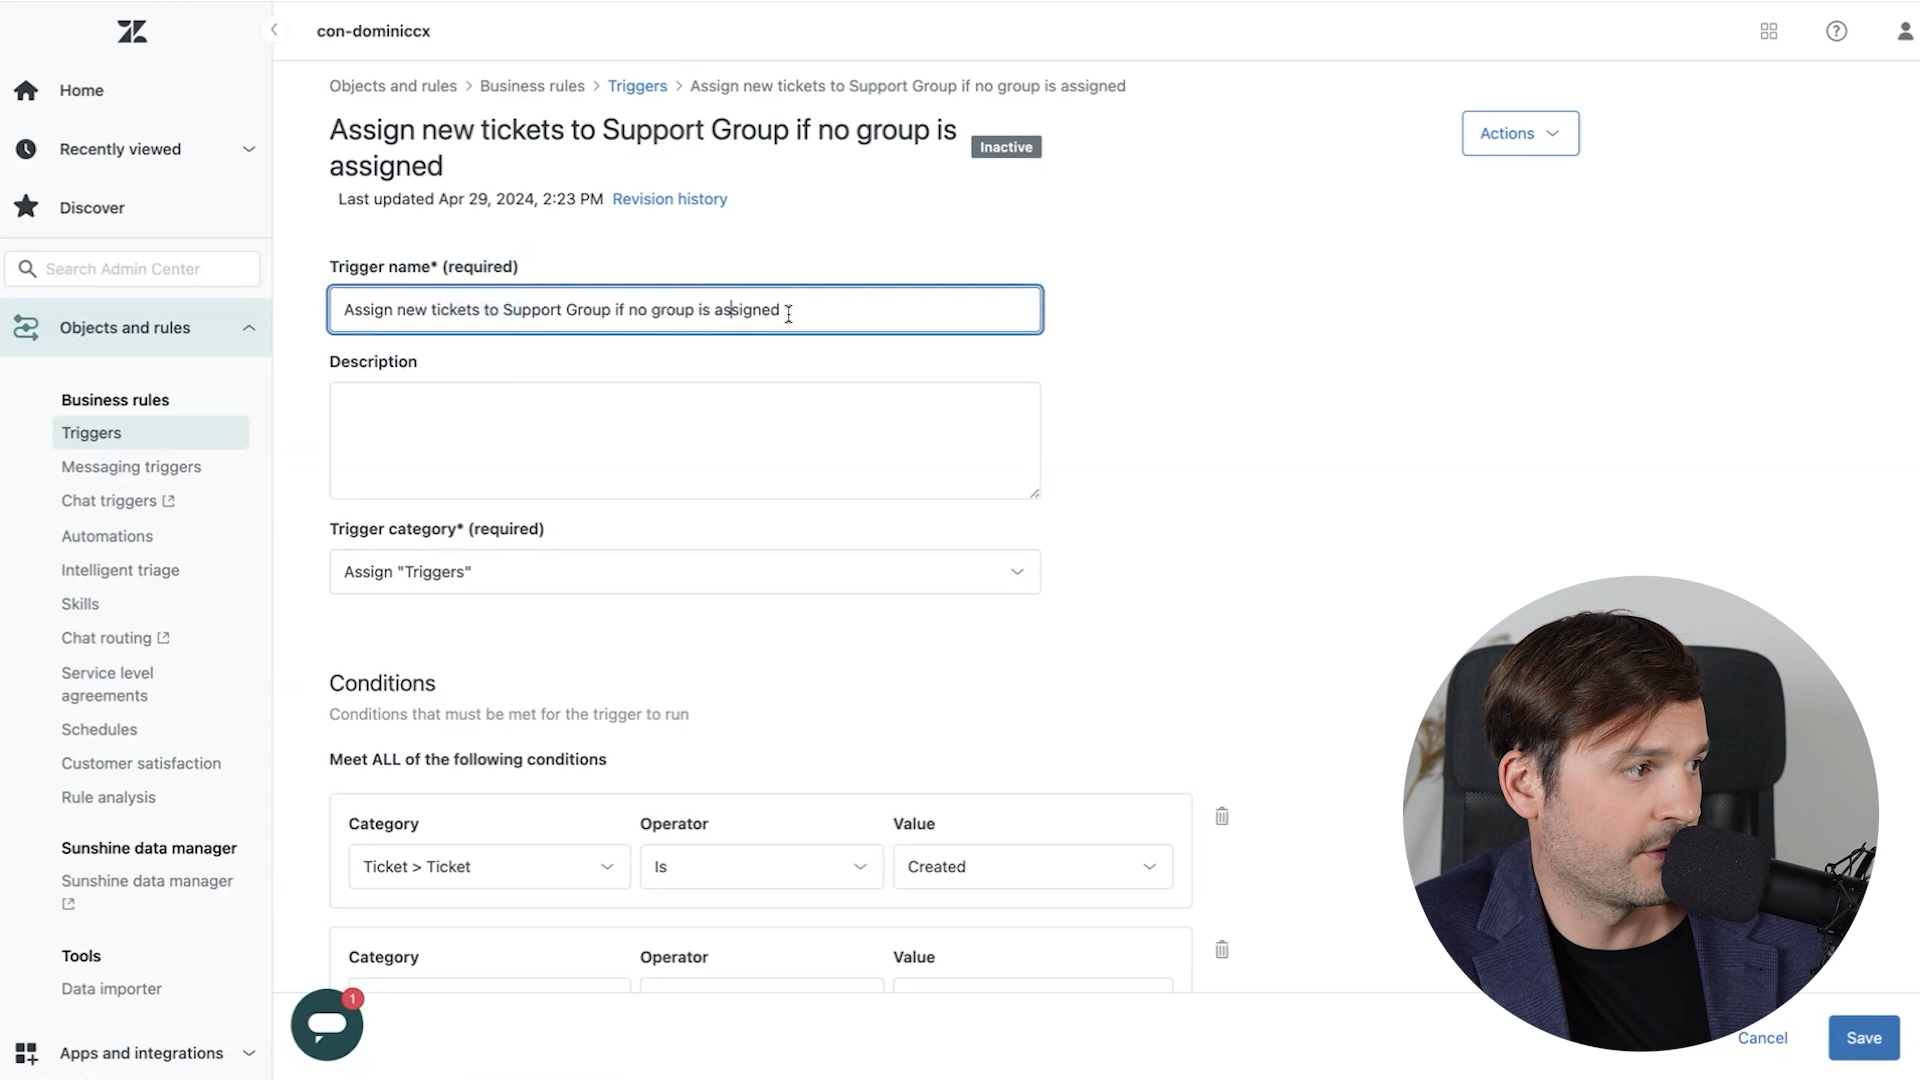 con-dominiccx
Home
Recently viewed
Discover
Search Admin Center
Objects and rules
Business rules
Triggers
Messaging triggers
Chat triggers
Automations
Intelligent triage
Skills
Chat routing
Service level
agreements
Schedules
Customer satisfaction
Rule analysis
Sunshine data manager
Sunshine data manager
Tools
Data importer
Apps and integrations
Objects and rules > Business rules > Triggers > Assign new tickets to Support Group if no group is assigned
Assign new tickets to Support Group if no group is
assigned
Inactive
Actions
Last updated Apr 29, 2024, 2:23 PM Revision history
Trigger name* (required)
Assign new tickets to Support Group if no group is assigned
Description
Trigger category* (required)
Assign "Triggers"
Conditions
Conditions that must be met for the trigger to run
Meet ALL of the following conditions
Category Operator Value
Ticket > Ticket Is Created
Category Operator Value
1
Cancel Save